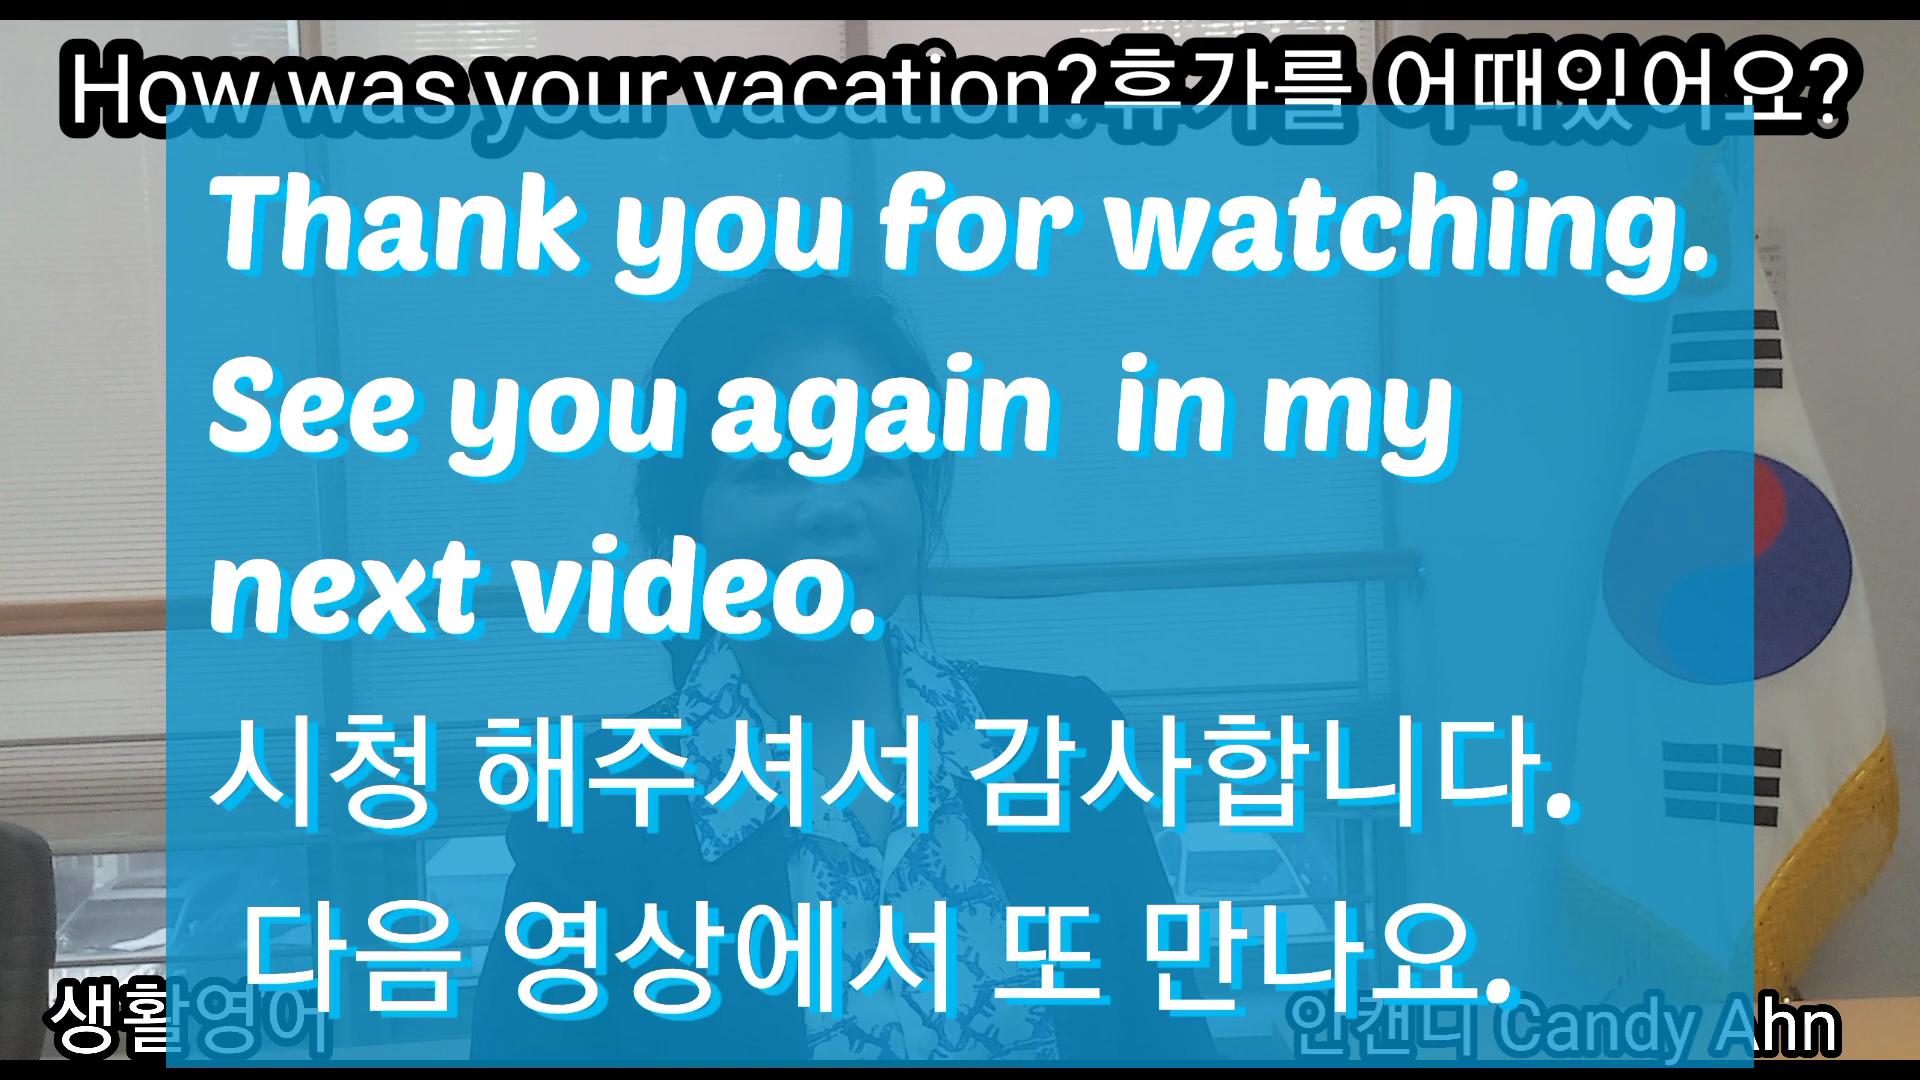 How was your vacation?휴가를 어때있어요?
Thank you for watching.
See you again in my
next video.
시청 해주셔서 감사합니다.
다음 영상에서 또 만나요.
생활영어
안캔디 Candy Ahn